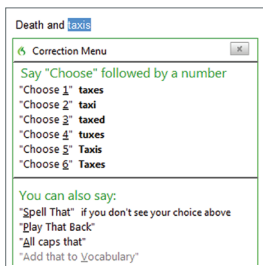 Death and taxis
Correction Menu
x
Say "Choose" followed by a number
"Choose 1" taxes
"Choose 2" taxi
"Choose 3" taxed
"Choose 4" tuxes
"Choose 5" Taxis
"Choose 6" Taxes
You can also say:
"Spell That" if you don't see your choice above
"Play That Back"
"All caps that"
"Add that to Vocabulary"